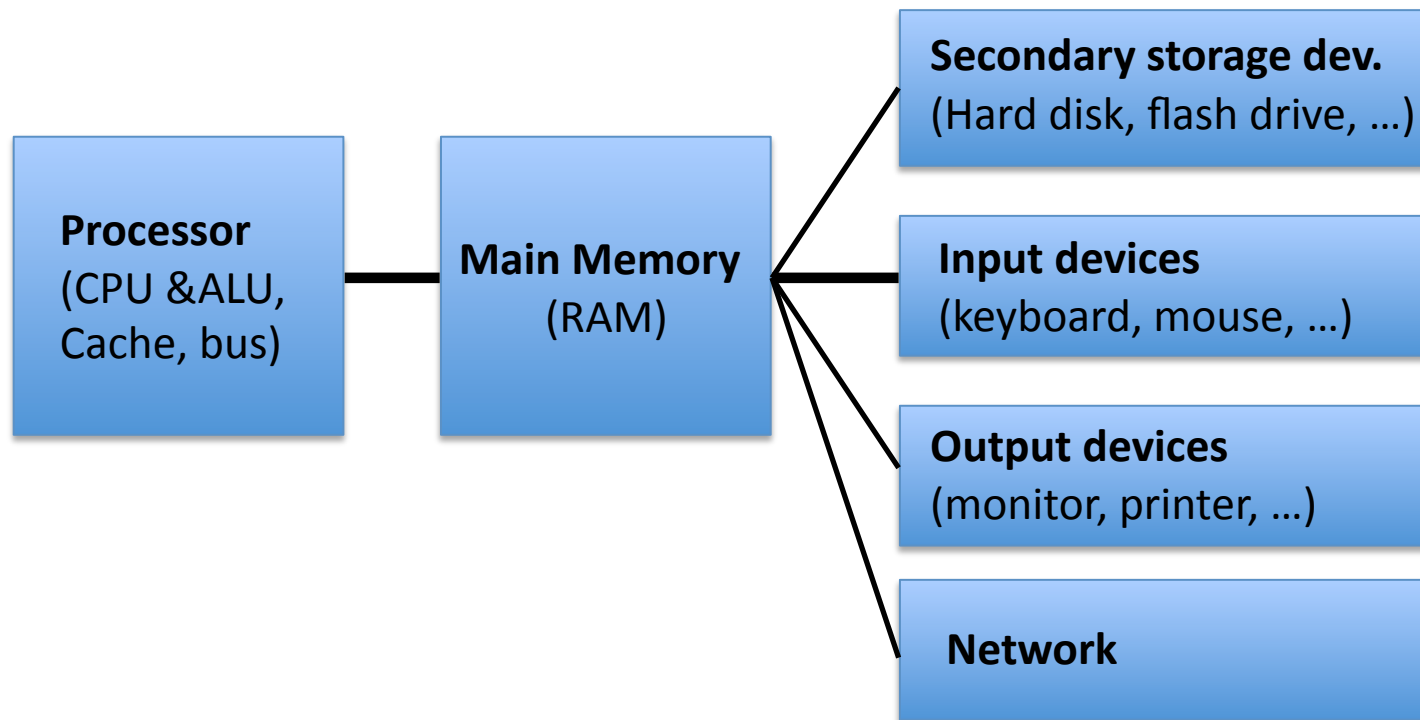 Processor
(CPU &ALU,
Cache, bus)
Main Memory
(RAM)
Secondary storage dev.
(Hard disk, flash drive, …)
Input devices
(keyboard, mouse, …)
Output devices
(monitor, printer, …)
Network